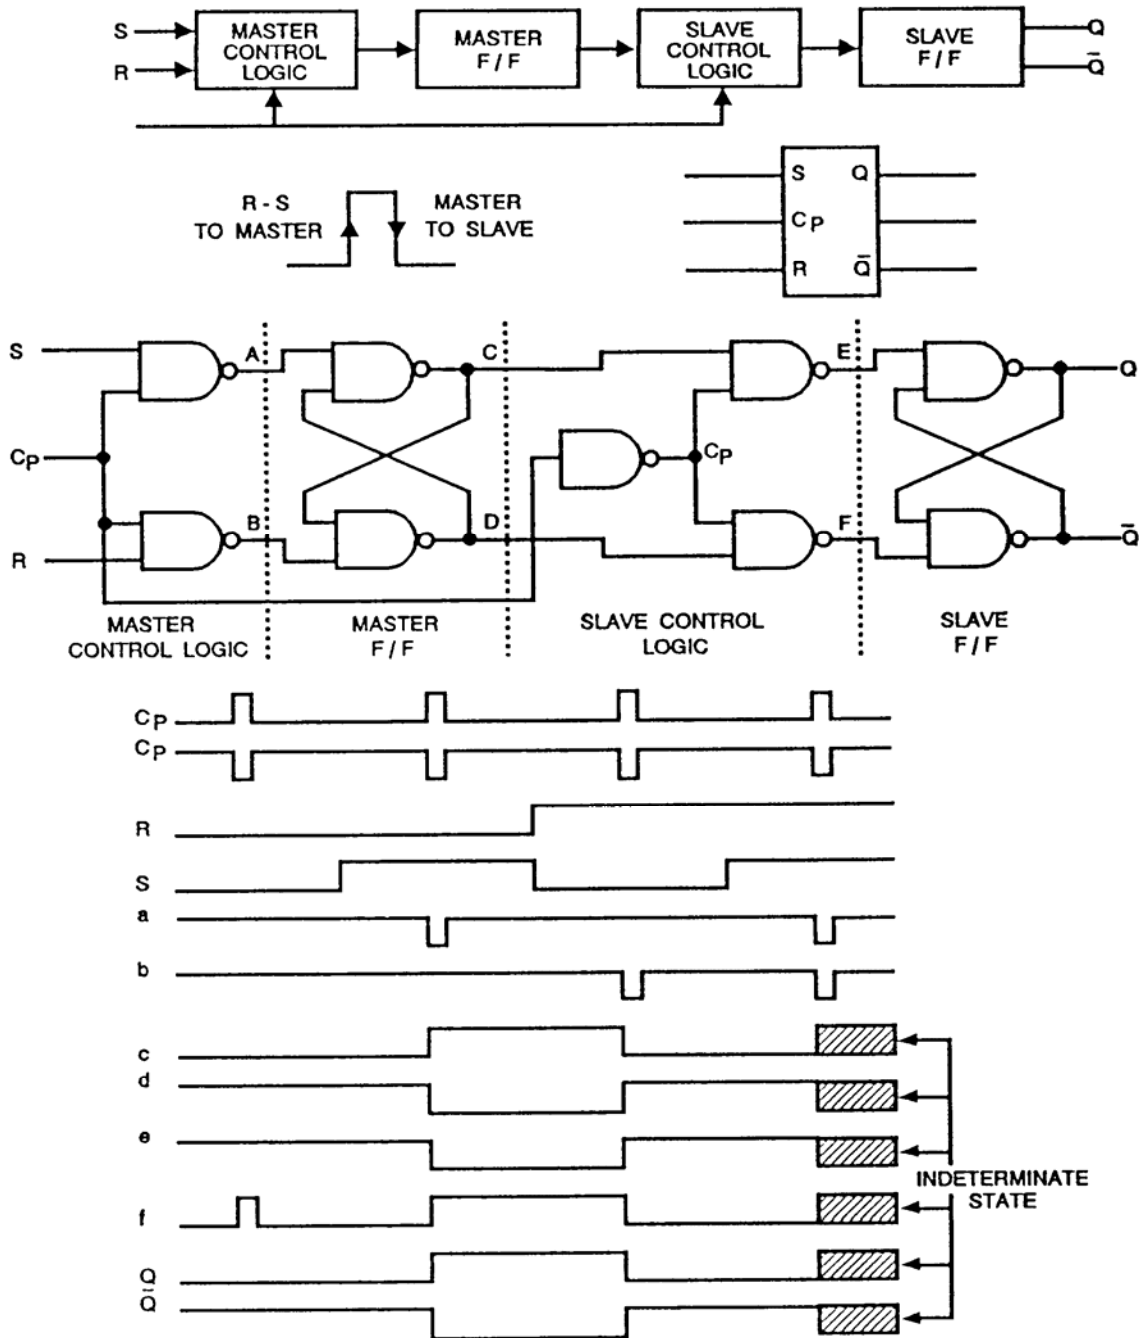 S
R
MASTER
CONTROL
LOGIC
MASTER
F/F
SLAVE
CONTROL
LOGIC
SLAVE
F/F
Q
Q̄
R - S
TO MASTER
MASTER
TO SLAVE
S Q
CP
R Q̄
S
A
C
E
Q
CP
CP
B
D
F
R
Q̄
MASTER
CONTROL LOGIC
MASTER
F/F
SLAVE CONTROL
LOGIC
SLAVE
F/F
CP
CP
R
S
a
b
c
d
e
INDETERMINATE
STATE
f
Q
Q̄